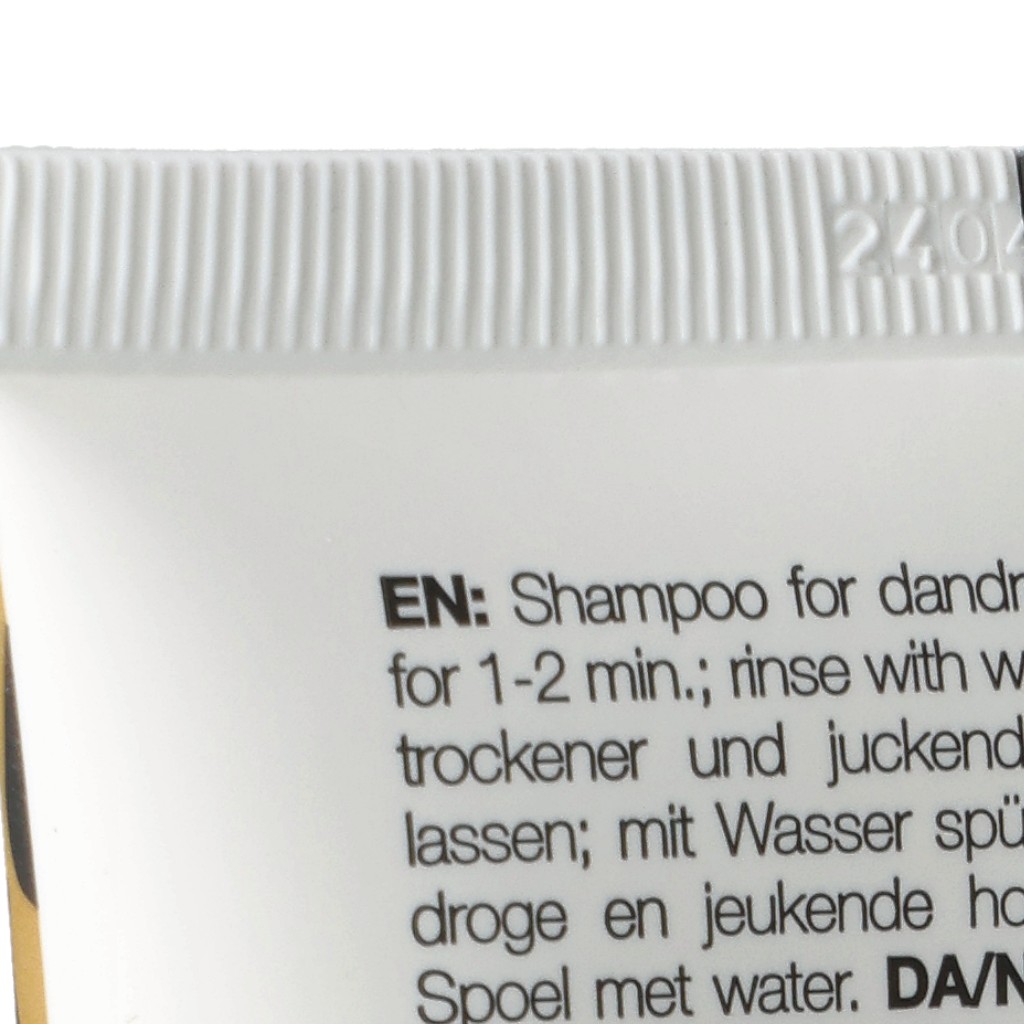 2404
EN: Shampoo for dandr
for 1-2 min.; rinse with w
trockener und juckend
lassen; mit Wasser spü
droge en jeukende ho
Spoel met water. DA/N